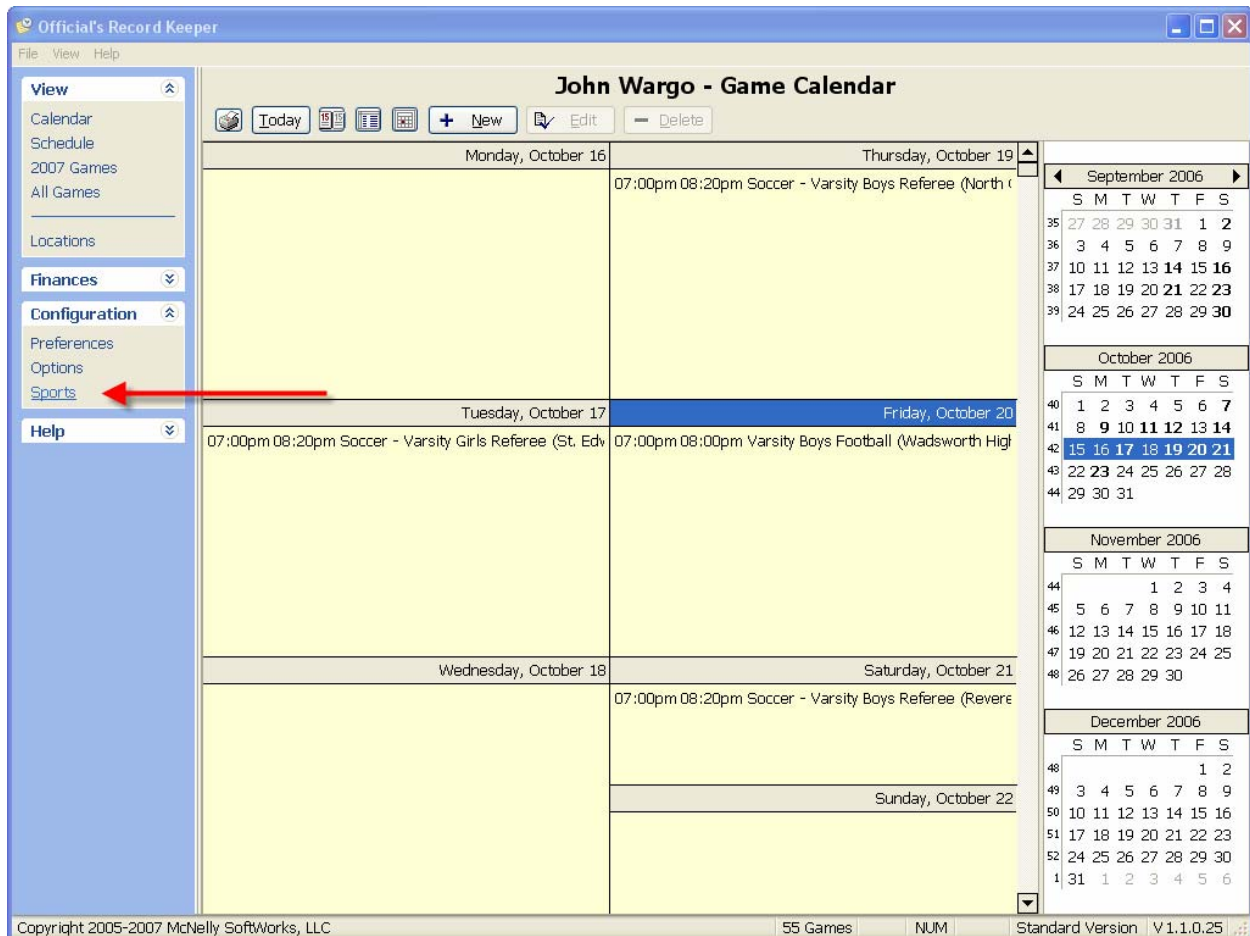 Official's Record Keeper
File View Help
View
Calendar
Schedule
2007 Games
All Games
Locations
Finances
Configuration
Preferences
Options
Sports
Help
John Wargo - Game Calendar
Today
15 15
+ New
Edit
Delete
Monday, October 16
Tuesday, October 17
07:00pm 08:20pm Soccer - Varsity Girls Referee (St. Edw
Wednesday, October 18
Thursday, October 19
07:00pm 08:20pm Soccer - Varsity Boys Referee (North
Friday, October 20
07:00pm 08:00pm Varsity Boys Football (Wadsworth High
Saturday, October 21
07:00pm 08:20pm Soccer - Varsity Boys Referee (Revere
Sunday, October 22
September 2006
S M T W T F S
35 27 28 29 30 31 1 2
36 3 4 5 6 7 8 9
37 10 11 12 13 14 15 16
38 17 18 19 20 21 22 23
39 24 25 26 27 28 29 30
October 2006
S M T W T F S
40 1 2 3 4 5 6 7
41 8 9 10 11 12 13 14
42 15 16 17 18 19 20 21
43 22 23 24 25 26 27 28
44 29 30 31
November 2006
S M T W T F S
44 1 2 3 4
45 5 6 7 8 9 10 11
46 12 13 14 15 16 17 18
47 19 20 21 22 23 24 25
48 26 27 28 29 30
December 2006
S M T W T F S
48 1 2
49 3 4 5 6 7 8 9
50 10 11 12 13 14 15 16
51 17 18 19 20 21 22 23
52 24 25 26 27 28 29 30
1 31 1 2 3 4 5 6
Copyright 2005-2007 McNelly SoftWorks, LLC
55 Games
NUM
Standard Version
V 1.1.0.25